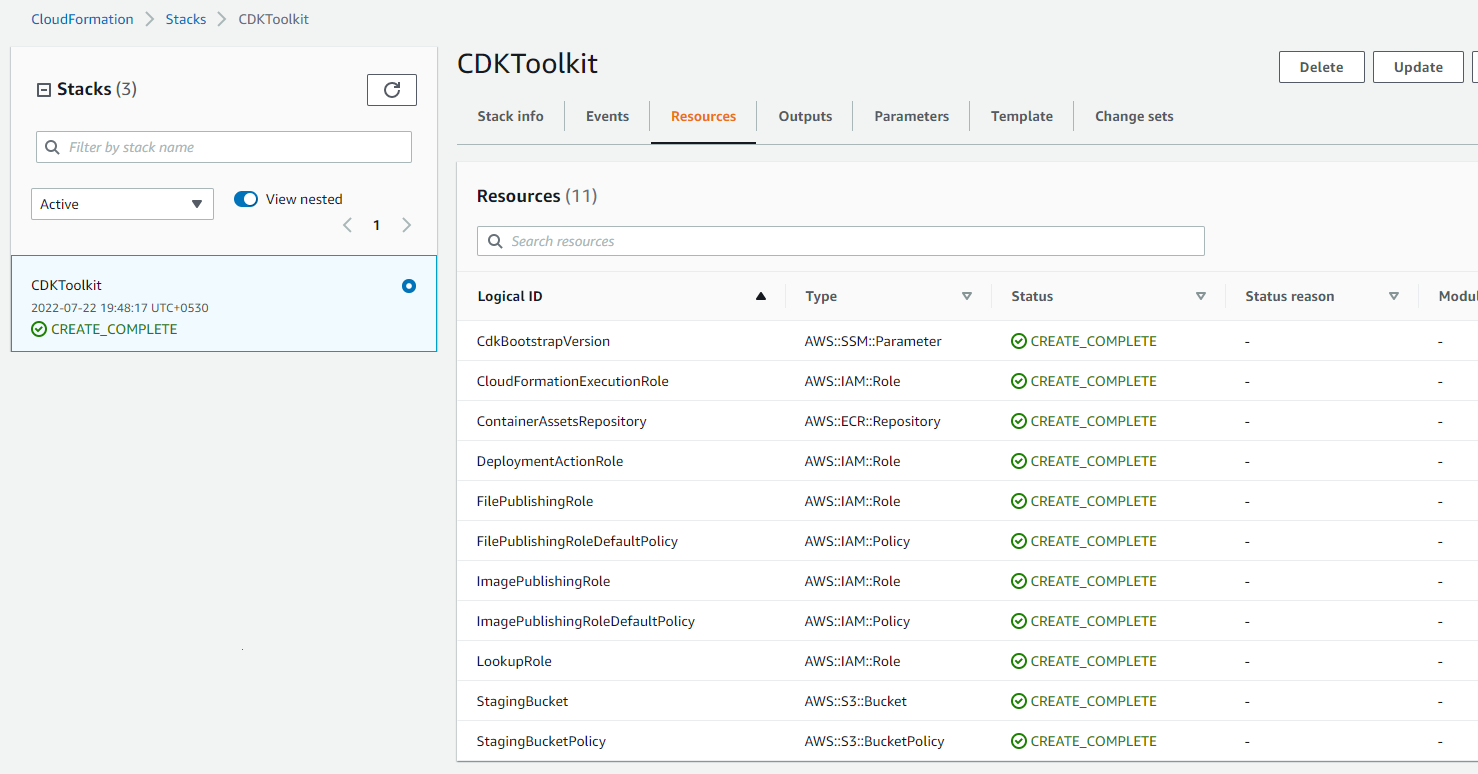 CloudFormation > Stacks > CDKToolkit
Stacks (3)
Filter by stack name
Active
View nested
1
CDKToolkit
2022-07-22 19:48:17 UTC+0530
CREATE_COMPLETE
CDKToolkit
Delete
Update
Stack info
Events
Resources
Outputs
Parameters
Template
Change sets
Resources (11)
Search resources
Logical ID Type Status Status reason Modul
CdkBootstrapVersion AWS::SSM::Parameter CREATE_COMPLETE - -
CloudFormationExecutionRole AWS::IAM::Role CREATE_COMPLETE - -
ContainerAssetsRepository AWS::ECR::Repository CREATE_COMPLETE - -
DeploymentActionRole AWS::IAM::Role CREATE_COMPLETE - -
FilePublishingRole AWS::IAM::Role CREATE_COMPLETE - -
FilePublishingRoleDefaultPolicy AWS::IAM::Policy CREATE_COMPLETE - -
ImagePublishingRole AWS::IAM::Role CREATE_COMPLETE - -
ImagePublishingRoleDefaultPolicy AWS::IAM::Policy CREATE_COMPLETE - -
LookupRole AWS::IAM::Role CREATE_COMPLETE - -
StagingBucket AWS::S3::Bucket CREATE_COMPLETE - -
StagingBucketPolicy AWS::S3::BucketPolicy CREATE_COMPLETE - -